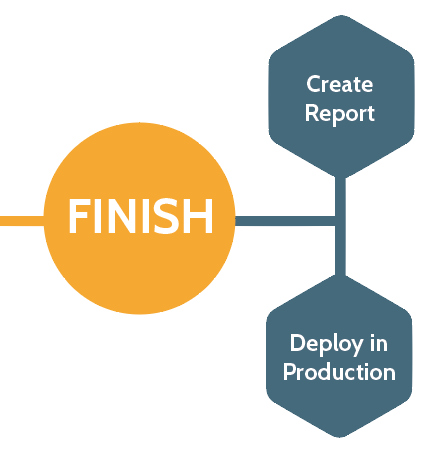 Create
Report
FINISH
Deploy in
Production